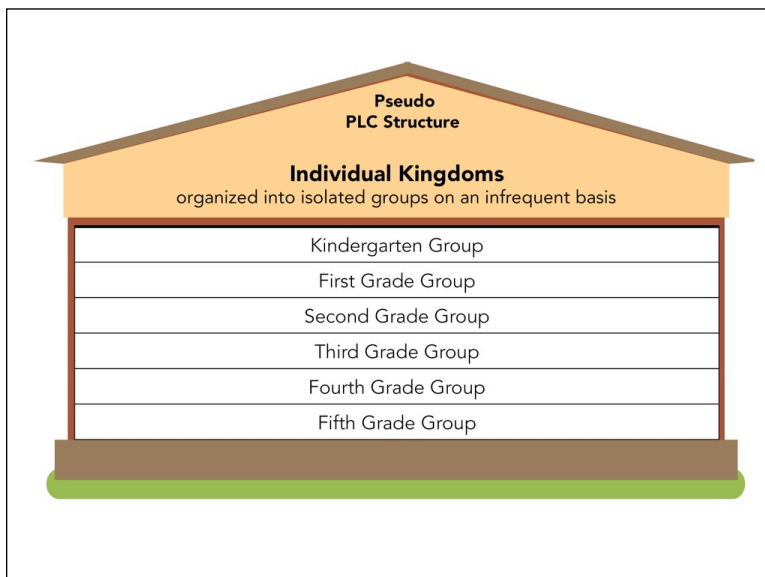 Pseudo
PLC Structure
Individual Kingdoms
organized into isolated groups on an infrequent basis
Kindergarten Group
First Grade Group
Second Grade Group
Third Grade Group
Fourth Grade Group
Fifth Grade Group